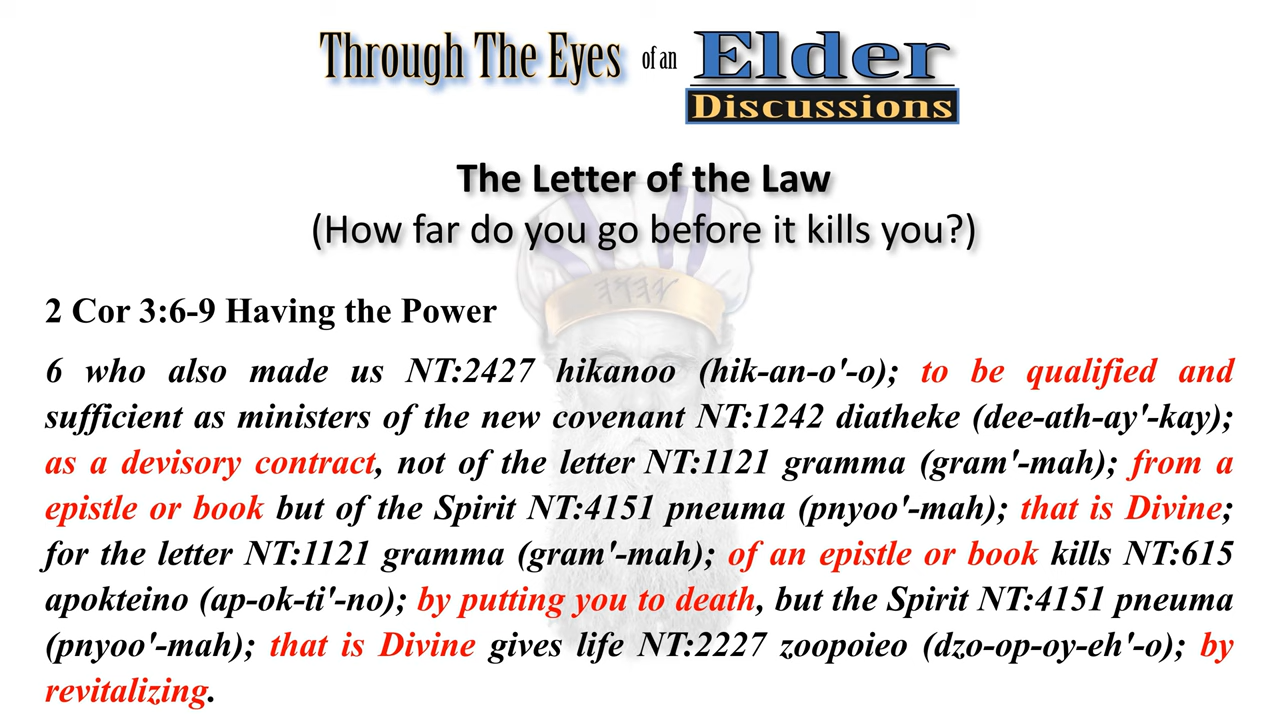 Through The Eyes of an Elder
Discussions
The Letter of the Law
(How far do you go before it kills you?)
𐤉𐤄𐤅𐤄
2 Cor 3:6-9 Having the Power
6 who also made us NT:2427 hikanoo (hik-an-o'-o); to be qualified and
sufficient as ministers of the new covenant NT:1242 diatheke (dee-ath-ay'-kay);
as a devisory contract, not of the letter NT:1121 gramma (gram'-mah); from a
epistle or book but of the Spirit NT:4151 pneuma (pnyoo'-mah); that is Divine;
for the letter NT:1121 gramma (gram'-mah); of an epistle or book kills NT:615
apokteino (ap-ok-ti'-no); by putting you to death, but the Spirit NT:4151 pneuma
(pnyoo'-mah); that is Divine gives life NT:2227 zoopoieo (dzo-op-oy-eh'-o); by
revitalizing.